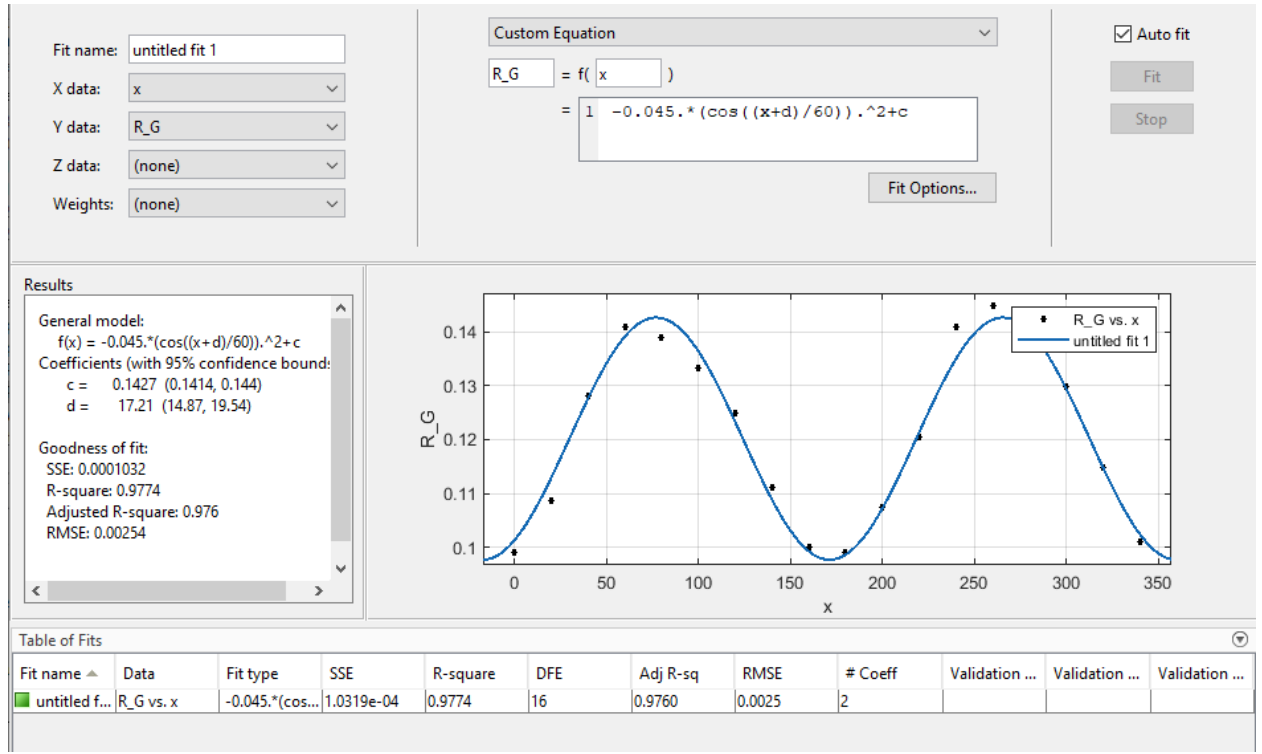 Fit name: untitled fit 1
X data: x
Y data: R_G
Z data: (none)
Weights: (none)
Custom Equation
R_G = f( x )
= 1 -0.045.*(cos((x+d)/60)).^2+c
Fit Options...
Auto fit
Fit
Stop
Results
General model:
f(x) = -0.045.*(cos((x+d)/60)).^2+c
Coefficients (with 95% confidence bounds
c = 0.1427 (0.1414, 0.144)
d = 17.21 (14.87, 19.54)
Goodness of fit:
SSE: 0.0001032
R-square: 0.9774
Adjusted R-square: 0.976
RMSE: 0.00254
R_G vs. x
untitled fit 1
0.14
0.13
0.12
0.11
0.1
R_G
0 50 100 150 200 250 300 350
x
Table of Fits
Fit name Data Fit type SSE R-square DFE Adj R-sq RMSE # Coeff Validation ... Validation ... Validation ...
untitled f... R_G vs. x -0.045.*(cos... 1.0319e-04 0.9774 16 0.9760 0.0025 2